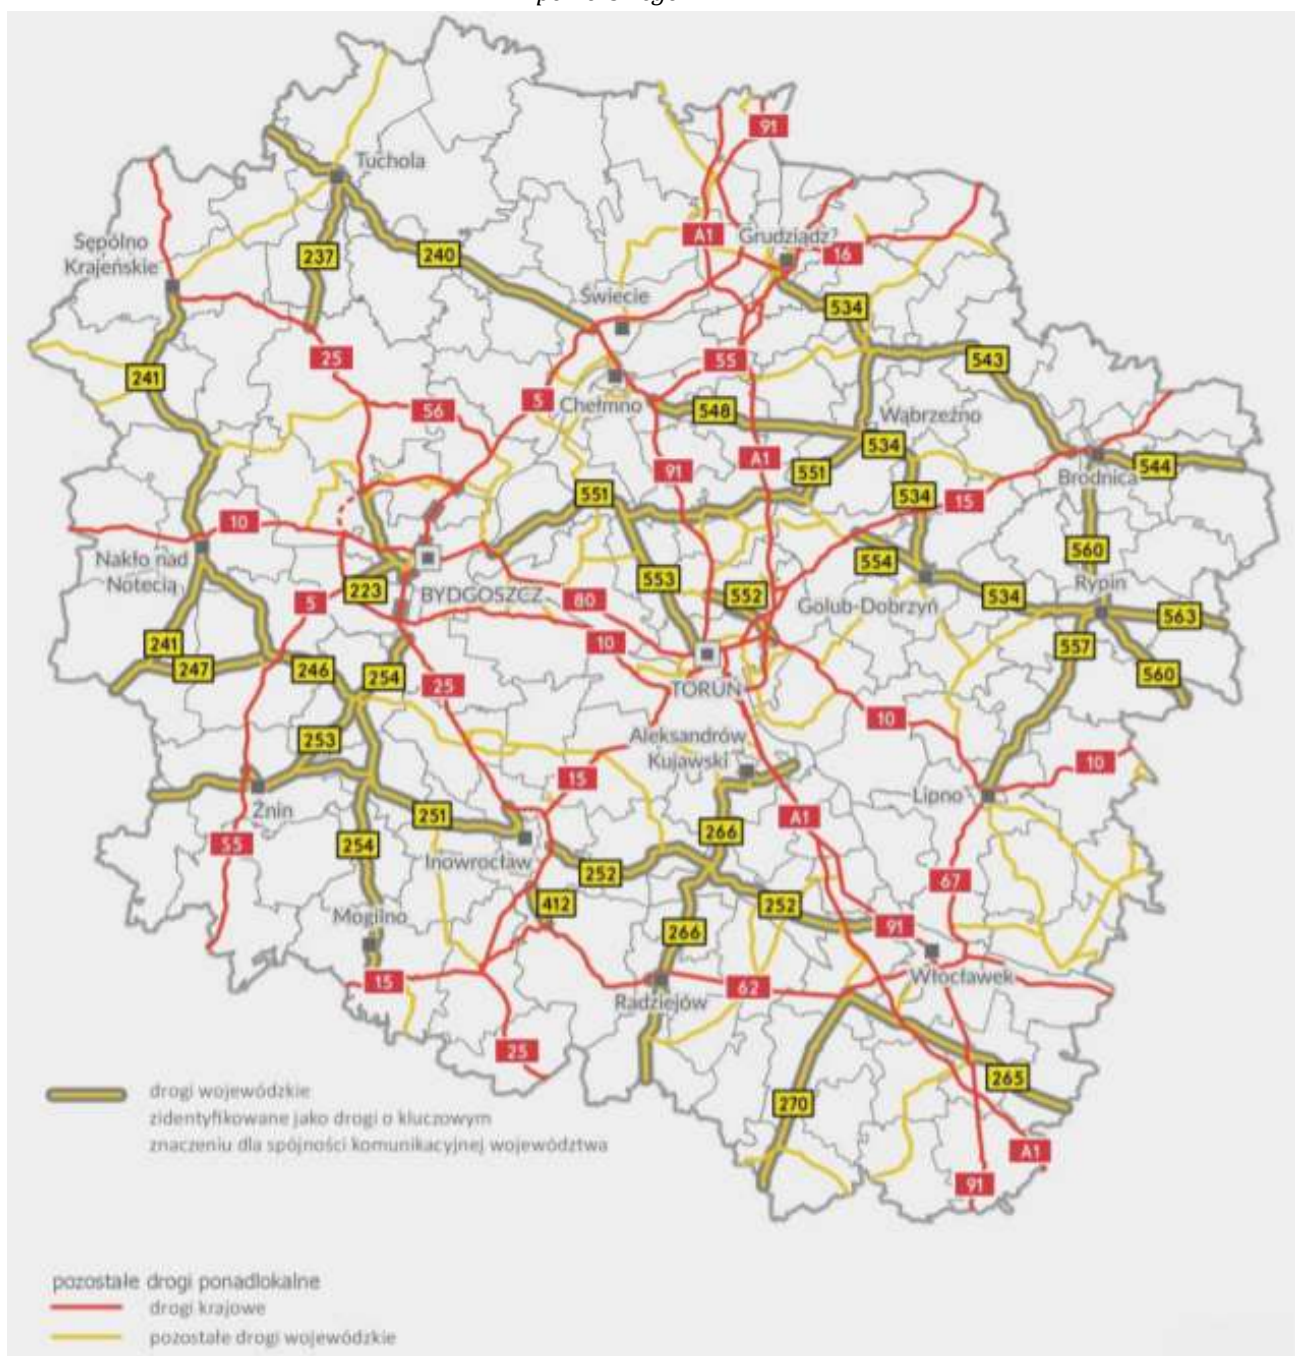 91
Tuchola
A1
Grudziądz
16
Sępólno
Krajeńskie
237
240
Świecie
534
25
55
543
241
56
5
Chełmno
548
Wąbrzeźno
534
91
A1
551
544
Brodnica
551
534
15
10
Nakło nad
Notecią
560
554
Rypin
223
553
5
BYDGOSZCZ
80
552
Golub-Dobrzyń
534
563
241
10
557
247
246
254
25
TORUŃ
560
10
253
Aleksandrów
Kujawski
10
15
Lipno
Żnin
251
A1
266
55
254
Inowrocław
252
67
412
252
Mogilno
266
91
15
62
Włocławek
Radziejów
25
265
270
A1
91
drogi wojewódzkie
zidentyfikowane jako drogi o kluczowym
znaczeniu dla spójności komunikacyjnej województwa
pozostałe drogi ponadlokalne
drogi krajowe
pozostałe drogi wojewódzkie